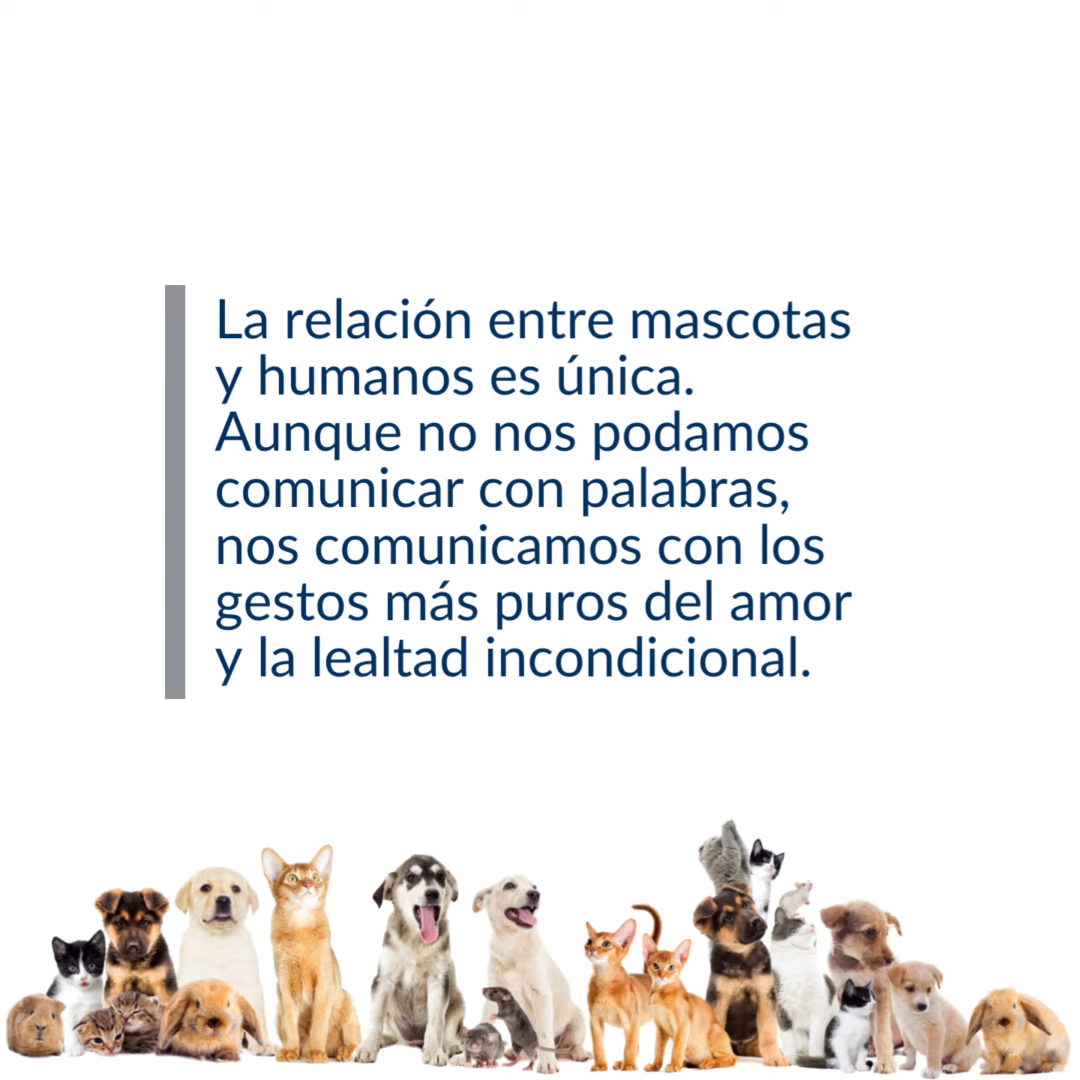 La relación entre mascotas
y humanos es única.
Aunque no nos podamos
comunicar con palabras,
nos comunicamos con los
gestos más puros del amor
y la lealtad incondicional.